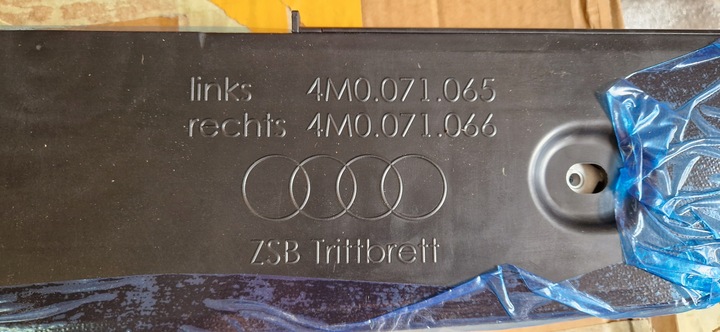 links 4M0.071.065
rechts 4M0.071.066
ZSB Trittbrett